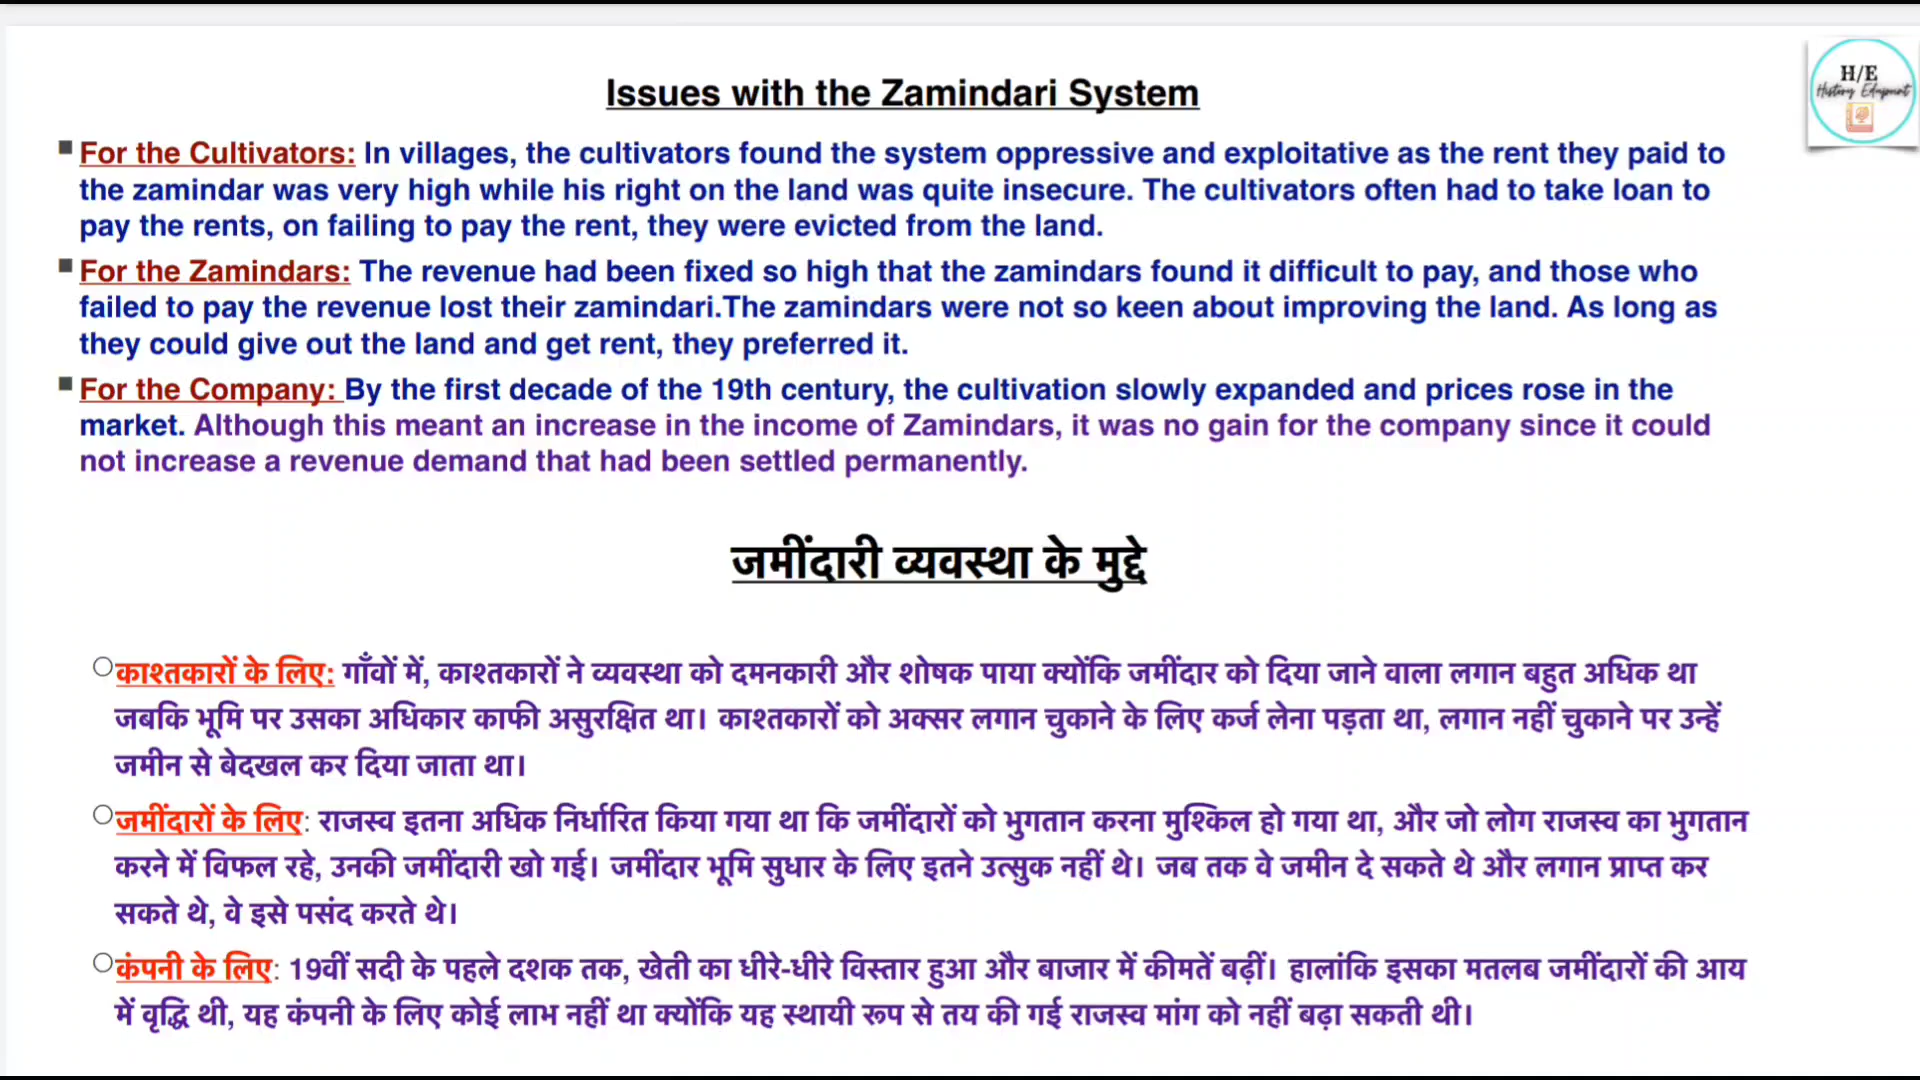 Issues with the Zamindari System
H/E
History Edupoint
For the Cultivators: In villages, the cultivators found the system oppressive and exploitative as the rent they paid to
the zamindar was very high while his right on the land was quite insecure. The cultivators often had to take loan to
pay the rents, on failing to pay the rent, they were evicted from the land.
For the Zamindars: The revenue had been fixed so high that the zamindars found it difficult to pay, and those who
failed to pay the revenue lost their zamindari.The zamindars were not so keen about improving the land. As long as
they could give out the land and get rent, they preferred it.
For the Company: By the first decade of the 19th century, the cultivation slowly expanded and prices rose in the
market. Although this meant an increase in the income of Zamindars, it was no gain for the company since it could
not increase a revenue demand that had been settled permanently.
जमींदारी व्यवस्था के मुद्दे
काश्तकारों के लिए: गाँवों में, काश्तकारों ने व्यवस्था को दमनकारी और शोषक पाया क्योंकि जमींदार को दिया जाने वाला लगान बहुत अधिक था
जबकि भूमि पर उसका अधिकार काफी असुरक्षित था। काश्तकारों को अक्सर लगान चुकाने के लिए कर्ज लेना पड़ता था, लगान नहीं चुकाने पर उन्हें
जमीन से बेदखल कर दिया जाता था।
जमींदारों के लिए: राजस्व इतना अधिक निर्धारित किया गया था कि जमींदारों को भुगतान करना मुश्किल हो गया था, और जो लोग राजस्व का भुगतान
करने में विफल रहे, उनकी जमींदारी खो गई। जमींदार भूमि सुधार के लिए इतने उत्सुक नहीं थे। जब तक वे जमीन दे सकते थे और लगान प्राप्त कर
सकते थे, वे इसे पसंद करते थे।
कंपनी के लिए: 19वीं सदी के पहले दशक तक, खेती का धीरे-धीरे विस्तार हुआ और बाजार में कीमतें बढ़ीं। हालांकि इसका मतलब जमींदारों की आय
में वृद्धि थी, यह कंपनी के लिए कोई लाभ नहीं था क्योंकि यह स्थायी रूप से तय की गई राजस्व मांग को नहीं बढ़ा सकती थी।